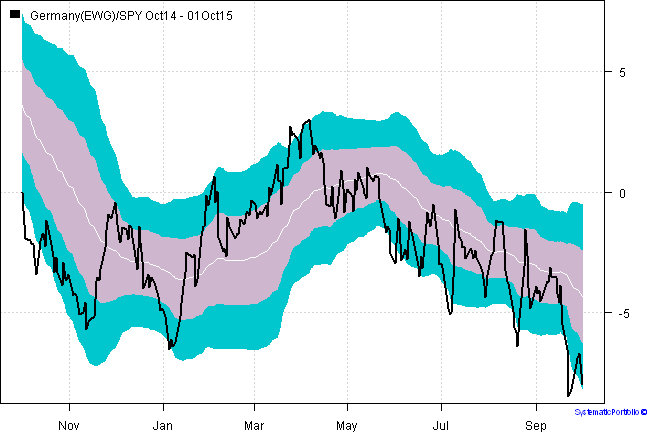 Germany(EWG)/SPY Oct14 - 01Oct15
5
0
-5
Nov Jan Mar May Jul Sep
SystematicPortfolio ©